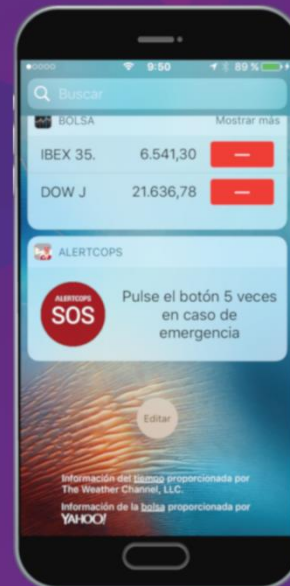 9:50
89 %
Buscar
BOLSA Mostrar más
IBEX 35. 6.541,30 —
DOW J 21.636,78 —
ALERTCOPS
ALERTCOPS
SOS
Pulse el botón 5 veces
en caso de
emergencia
Editar
Información del tiempo proporcionada por
The Weather Channel, LLC.
Información de la bolsa proporcionada por
YAHOO!